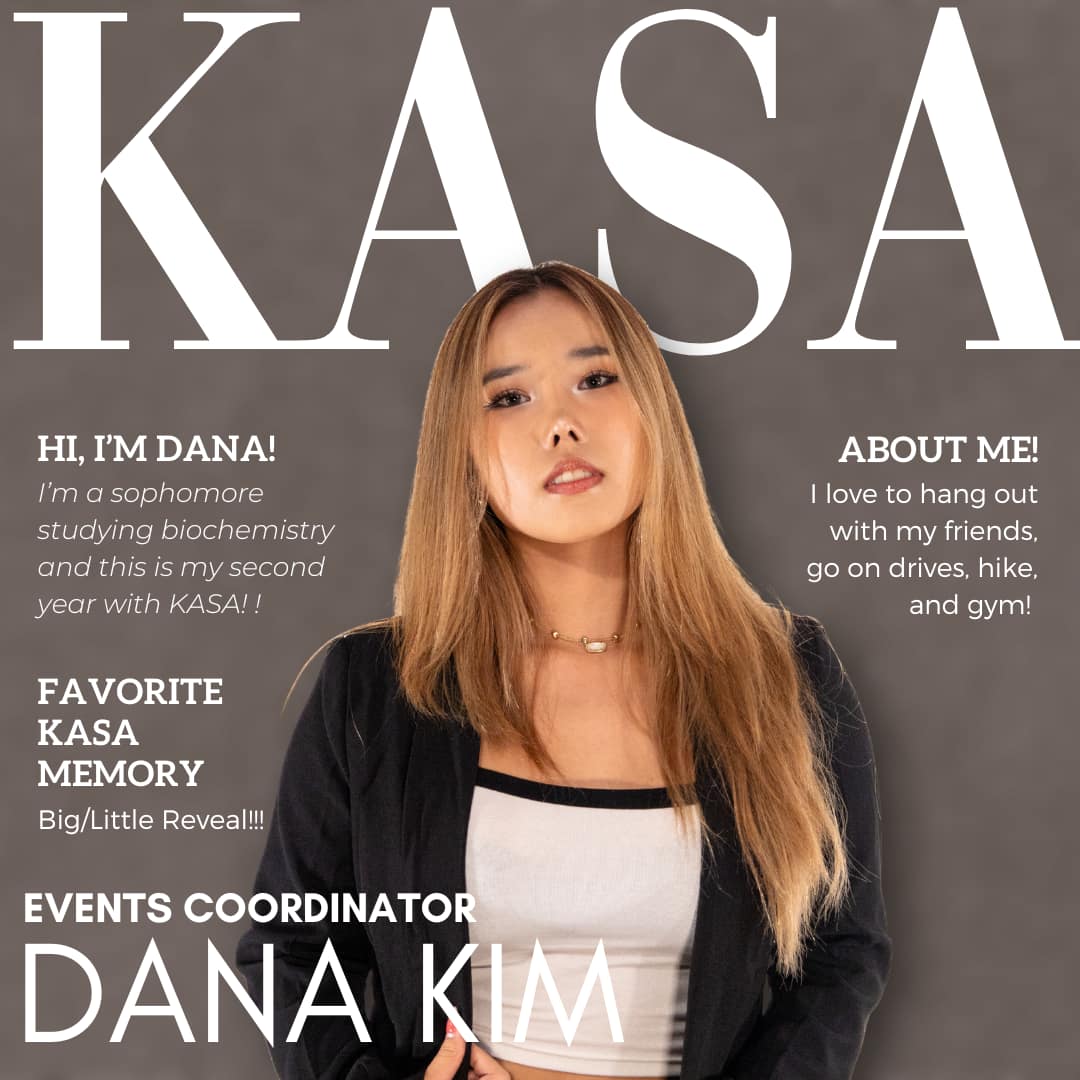 KASA
HI, I’M DANA!
I’m a sophomore
studying biochemistry
and this is my second
year with KASA! !
ABOUT ME!
I love to hang out
with my friends,
go on drives, hike,
and gym!
FAVORITE
KASA
MEMORY
Big/Little Reveal!!!
EVENTS COORDINATOR
DANA KIM